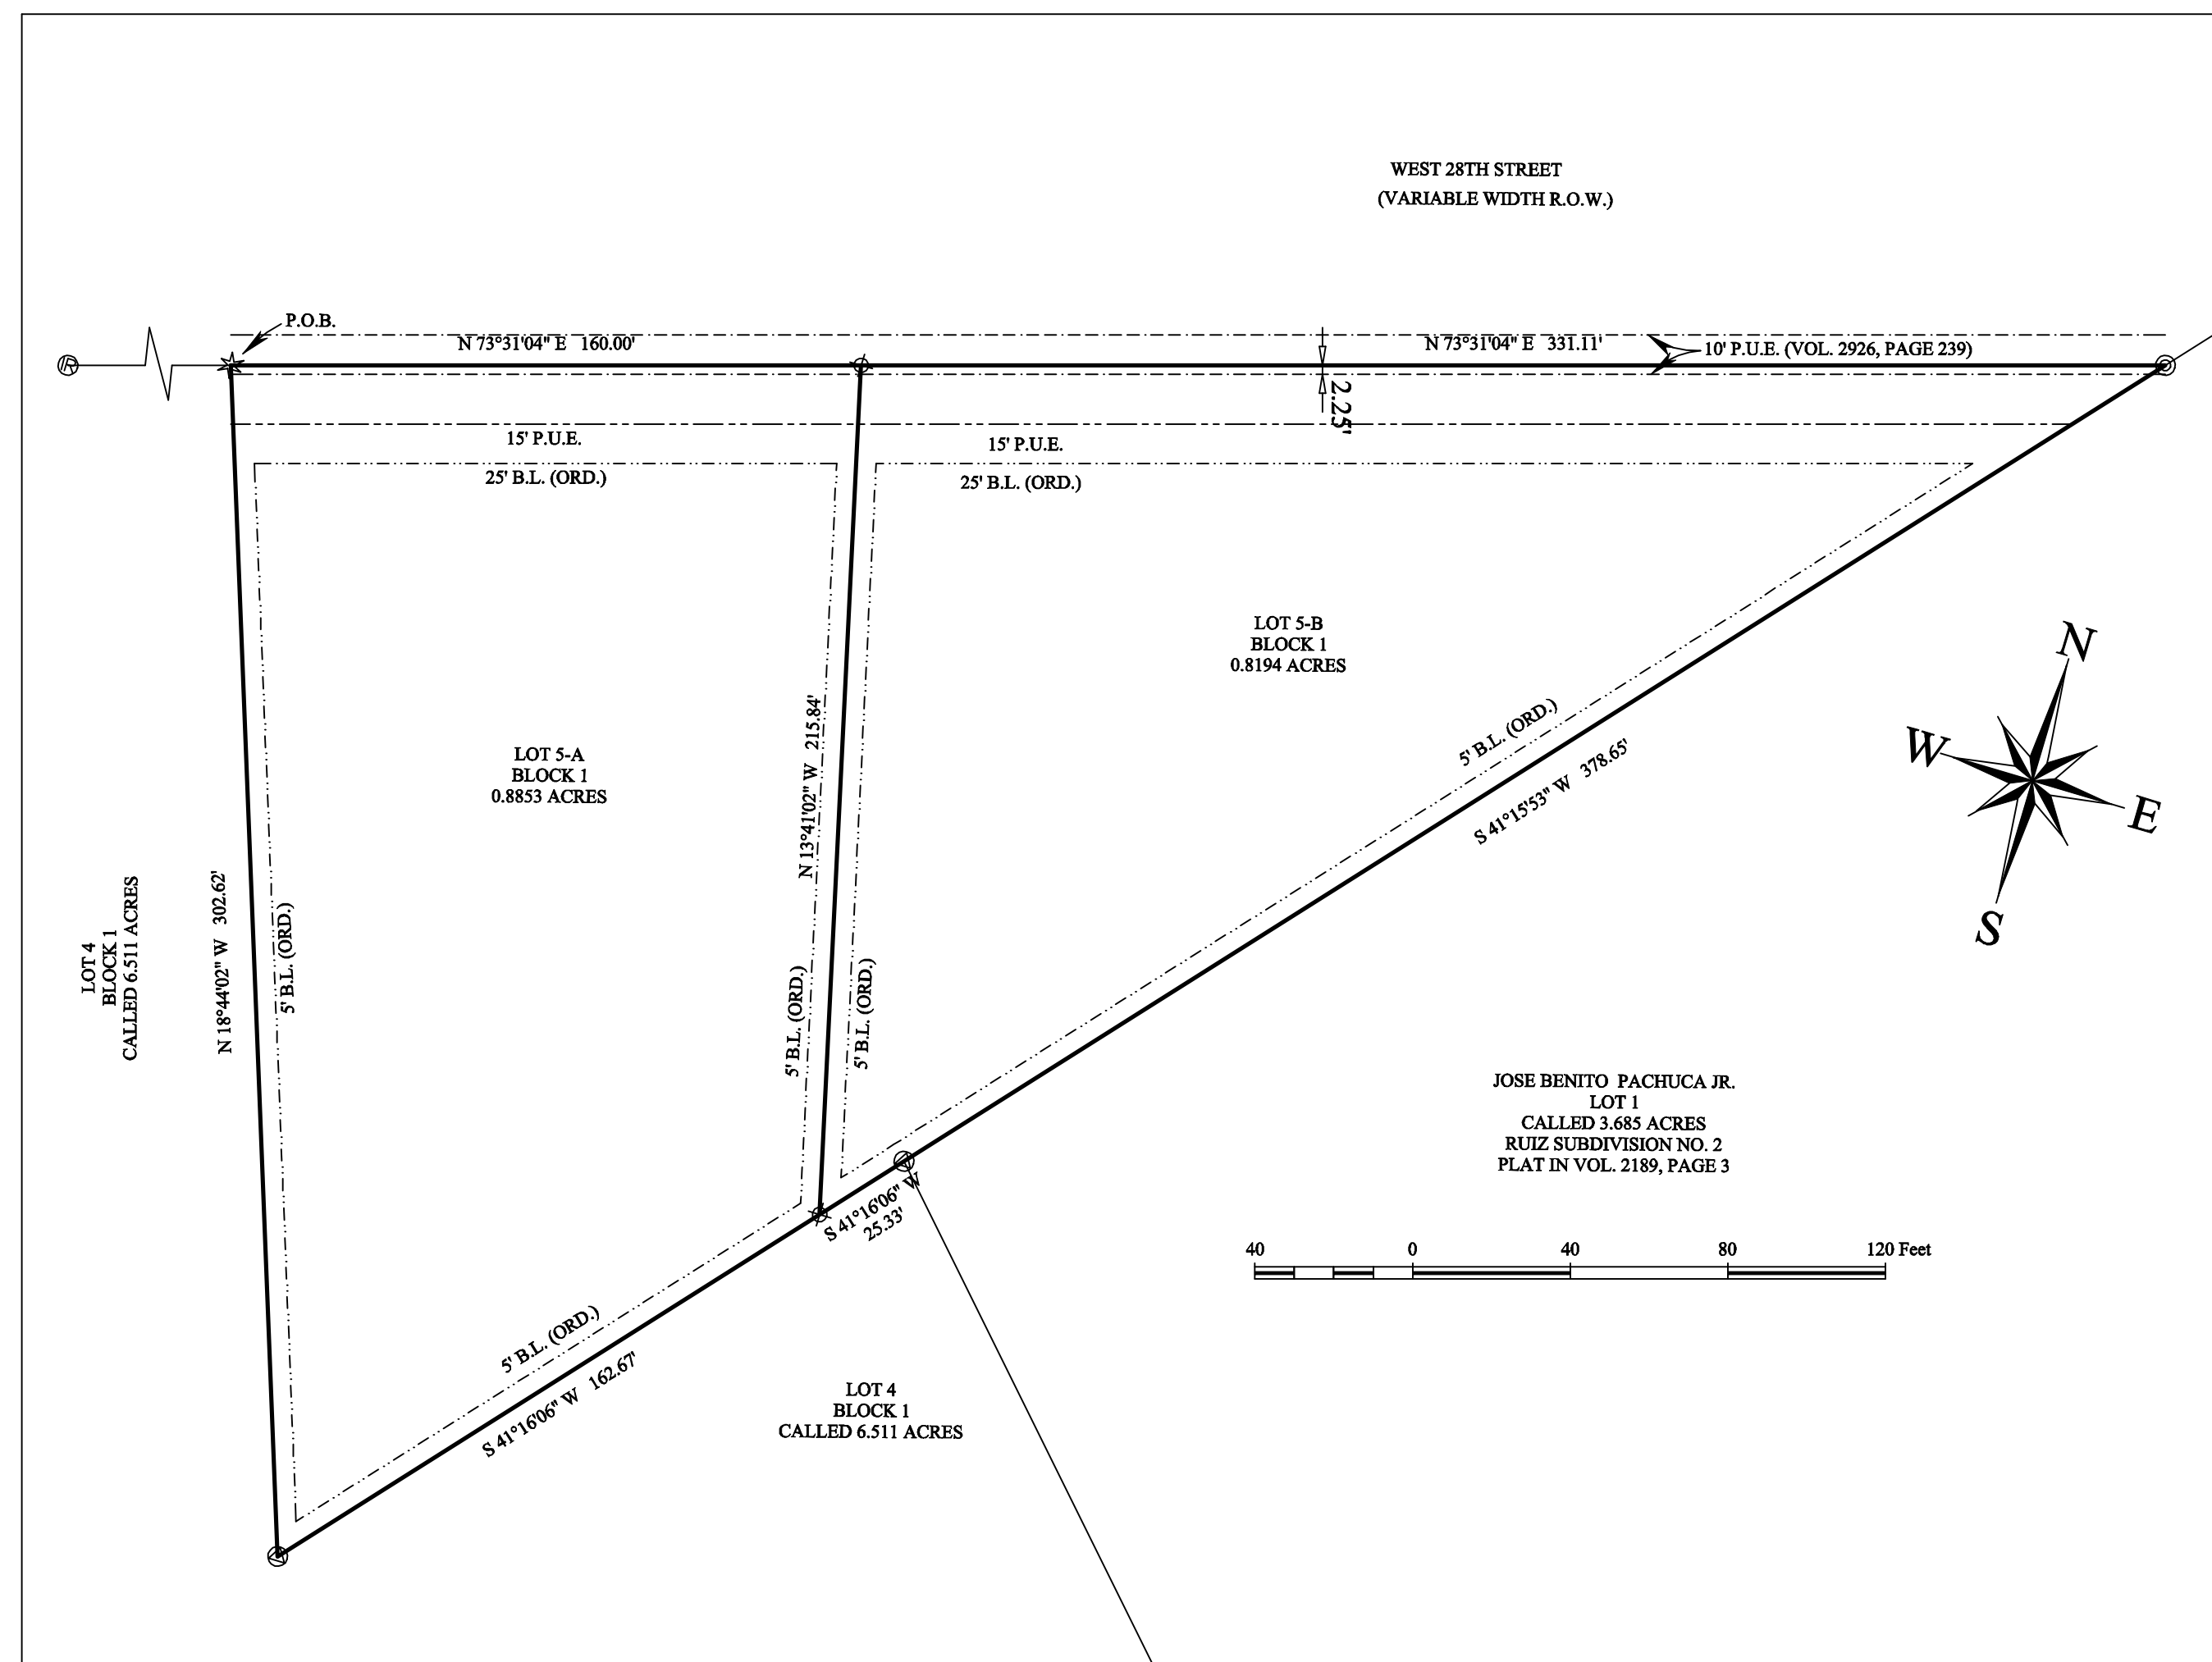 WEST 28TH STREET
(VARIABLE WIDTH R.O.W.)
P.O.B.
N 73°31'04" E 160.00'
N 73°31'04" E 331.11'
10' P.U.E. (VOL. 2926, PAGE 239)
R
2.25'
15' P.U.E.
15' P.U.E.
25' B.L. (ORD.)
25' B.L. (ORD.)
LOT 5-B
BLOCK 1
0.8194 ACRES
LOT 5-A
BLOCK 1
0.8853 ACRES
N 13°41'02" W 215.84'
5' B.L. (ORD.)
S 41°15'53" W 378.65'
N
W
E
S
LOT 4
BLOCK 1
CALLED 6.511 ACRES
N 18°44'02" W 302.62'
5' B.L. (ORD.)
5' B.L. (ORD.)
5' B.L. (ORD.)
JOSE BENITO PACHUCA JR.
LOT 1
CALLED 3.685 ACRES
RUIZ SUBDIVISION NO. 2
PLAT IN VOL. 2189, PAGE 3
S 41°16'06" W
25.33'
40 0 40 80 120 Feet
5' B.L. (ORD.)
S 41°16'06" W 162.67'
LOT 4
BLOCK 1
CALLED 6.511 ACRES